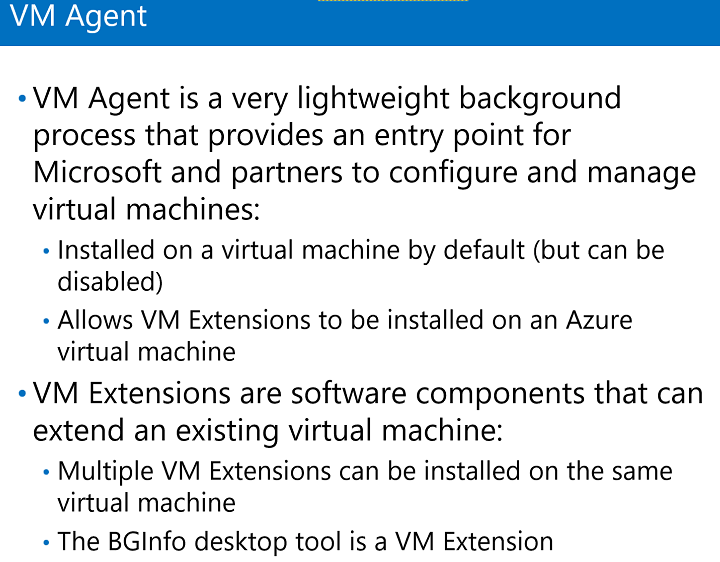 VM Agent
• VM Agent is a very lightweight background
process that provides an entry point for
Microsoft and partners to configure and manage
virtual machines:
• Installed on a virtual machine by default (but can be
disabled)
• Allows VM Extensions to be installed on an Azure
virtual machine
• VM Extensions are software components that can
extend an existing virtual machine:
• Multiple VM Extensions can be installed on the same
virtual machine
• The BGInfo desktop tool is a VM Extension